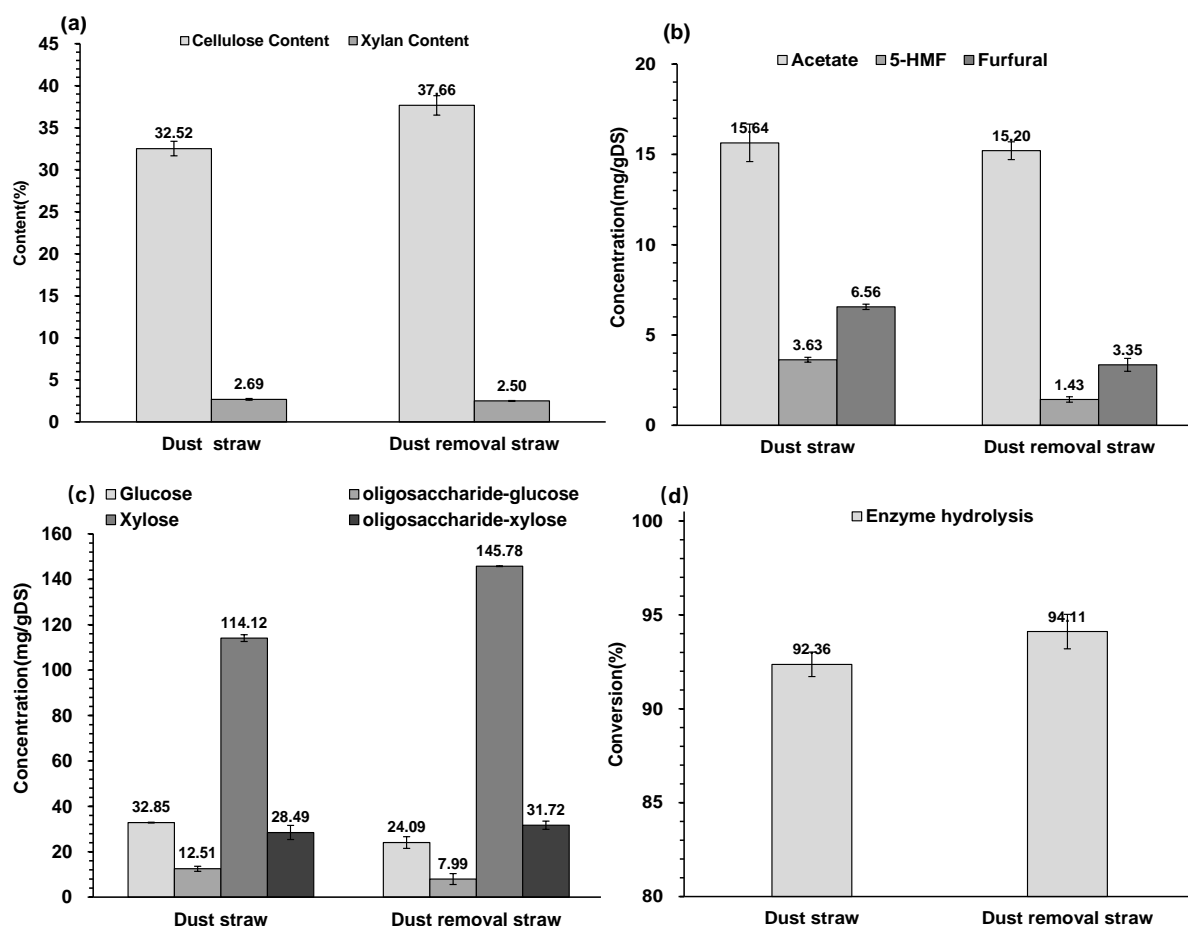 (a)
Cellulose Content Xylan Content
45
40
35
30
25
20
15
10
5
0
Content(%)
32.52
2.69
37.66
2.50
Dust straw Dust removal straw
(b)
Acetate 5-HMF Furfural
20
15
10
5
0
Concentration(mg/gDS)
15.64
3.63
6.56
15.20
1.43
3.35
Dust straw Dust removal straw
(c)
Glucose oligosaccharide-glucose
Xylose oligosaccharide-xylose
160
140
120
100
80
60
40
20
0
Concentration(mg/gDS)
32.85
12.51
114.12
28.49
24.09
7.99
145.78
31.72
Dust straw Dust removal straw
(d)
Enzyme hydrolysis
100
95
90
85
80
Conversion(%)
92.36
94.11
Dust straw Dust removal straw